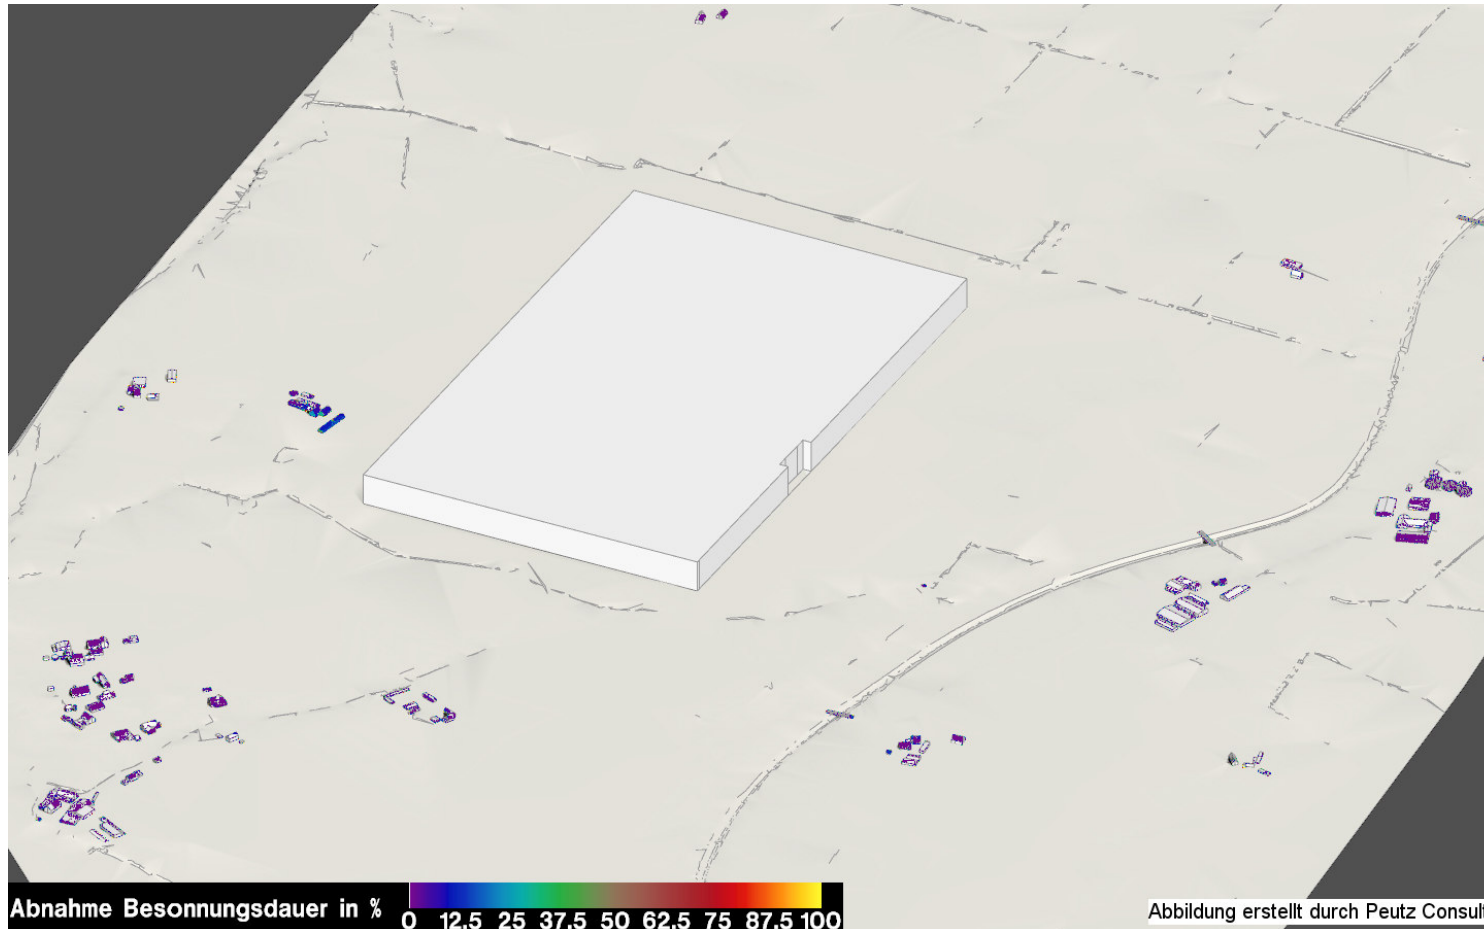 Abnahme Besonnungsdauer in %
0 12,5 25 37,5 50 62,5 75 87,5 100
Abbildung erstellt durch Peutz Consult